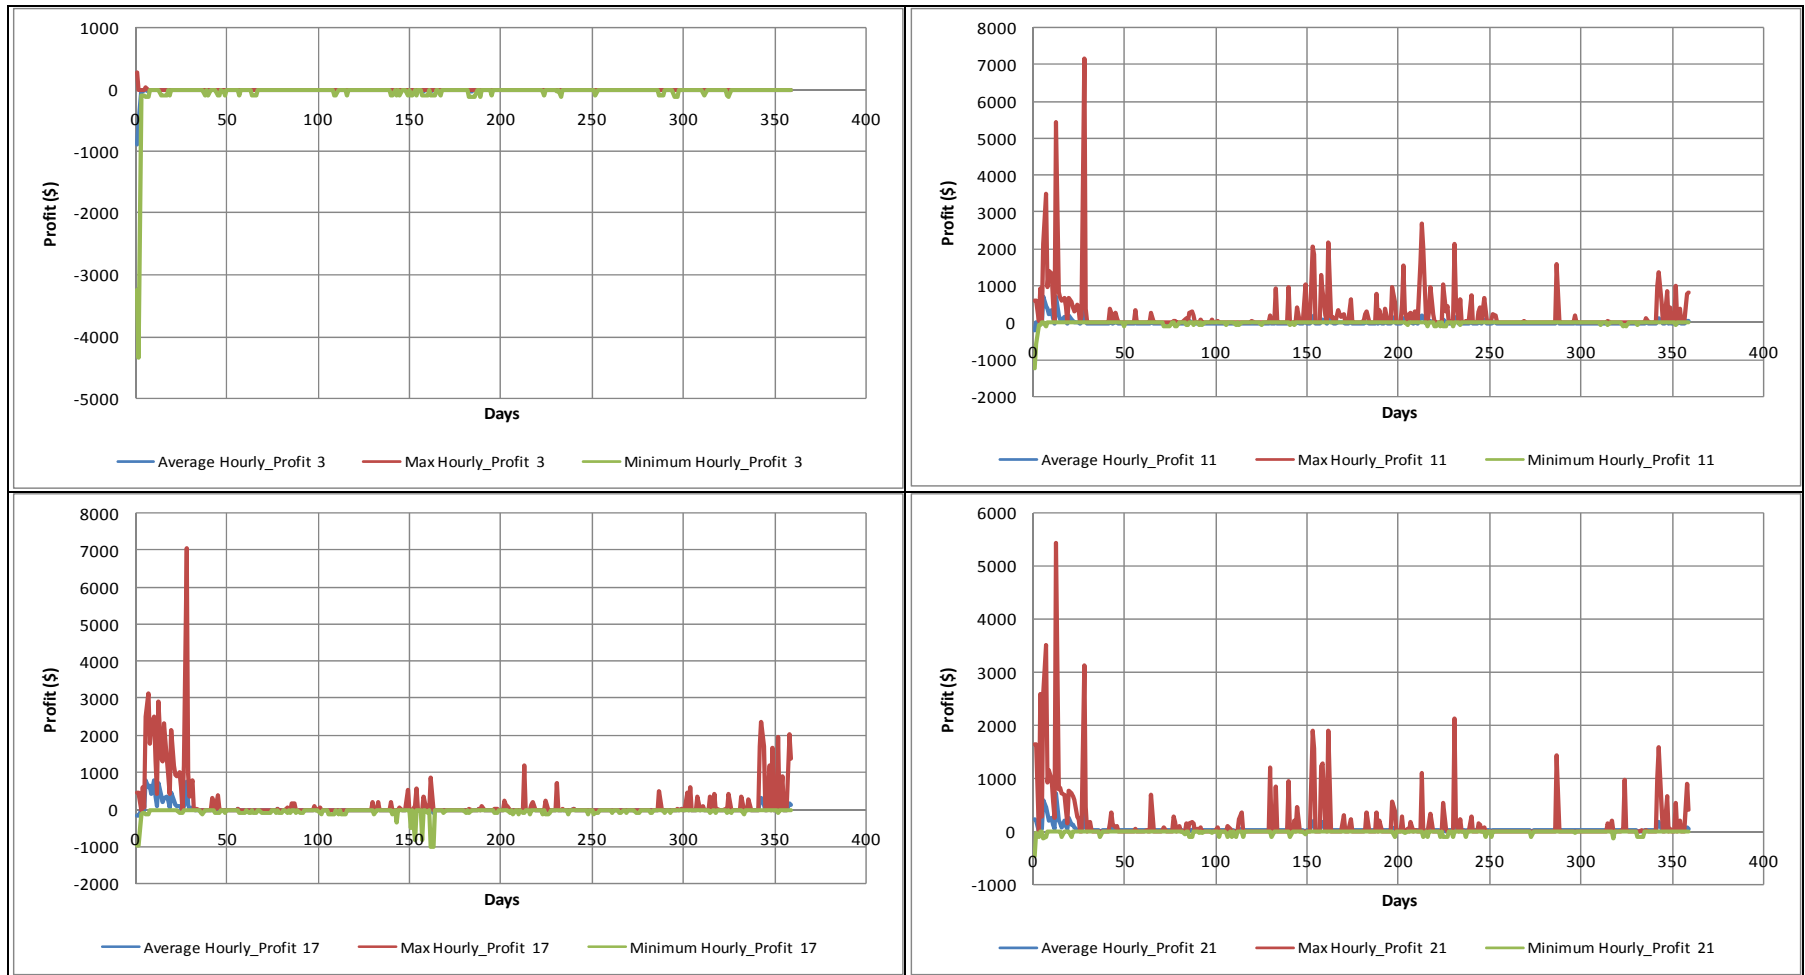 1000
0
-1000
-2000
-3000
-4000
-5000
0 50 100 150 200 250 300 350 400
Profit ($)
Days
Average Hourly_Profit 3 Max Hourly_Profit 3 Minimum Hourly_Profit 3
8000
7000
6000
5000
4000
3000
2000
1000
0
-1000
-2000
0 50 100 150 200 250 300 350 400
Profit ($)
Days
Average Hourly_Profit 11 Max Hourly_Profit 11 Minimum Hourly_Profit 11
8000
7000
6000
5000
4000
3000
2000
1000
0
-1000
-2000
0 50 100 150 200 250 300 350 400
Profit ($)
Days
Average Hourly_Profit 17 Max Hourly_Profit 17 Minimum Hourly_Profit 17
6000
5000
4000
3000
2000
1000
0
-1000
0 50 100 150 200 250 300 350 400
Profit ($)
Days
Average Hourly_Profit 21 Max Hourly_Profit 21 Minimum Hourly_Profit 21